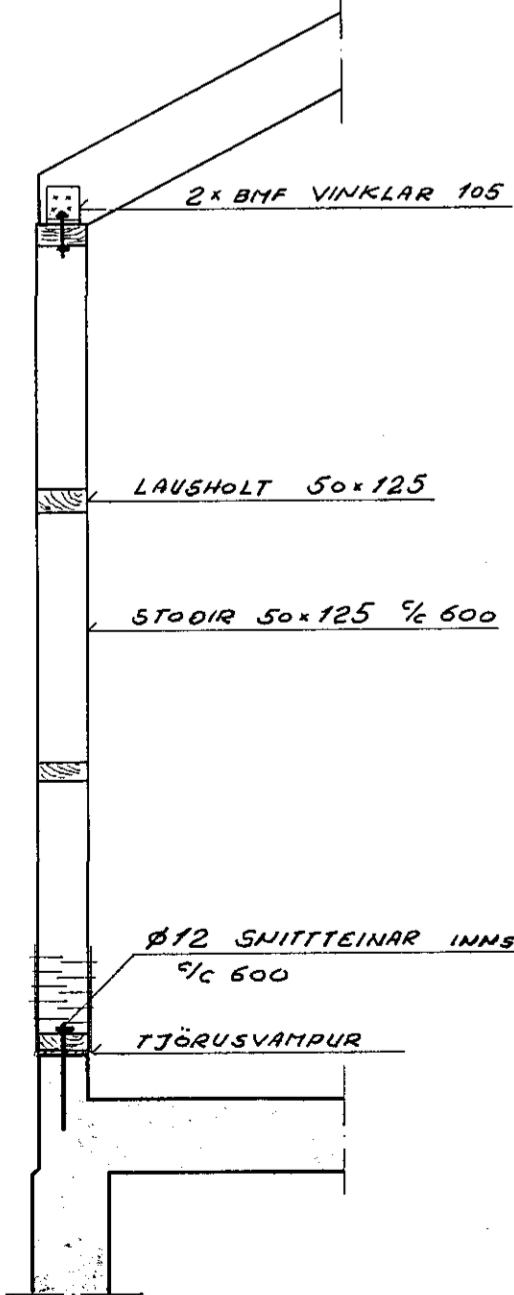 2 x BMF VINKLAR 105
LAUSHOLT 50 x 125
STOÐIR 50 x 125 c/c 600
Ø12 SNITTTEINAR INNS
c/c 600
TJÖRUSVAMPUR